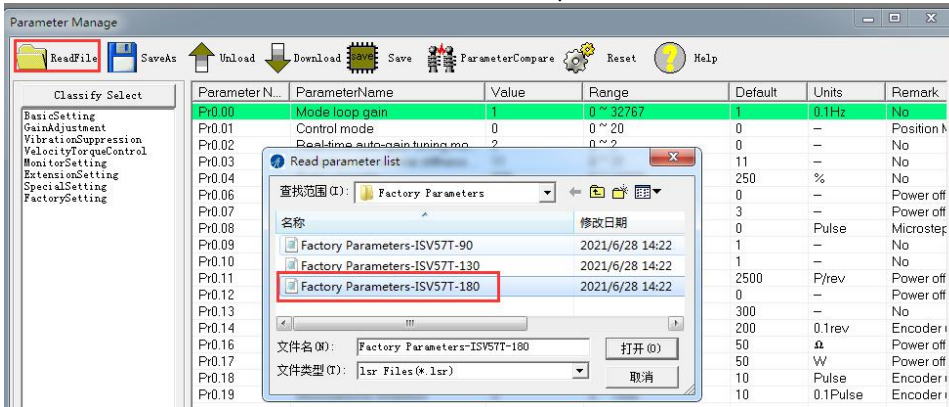 Parameter Manage
ReadFile SaveAs Unload Download save Save ParameterCompare Reset ? Help
Classify Select
BasicSetting
GainAdjustment
VibrationSuppression
VelocityTorqueControl
MonitorSetting
ExtensionSetting
SpecialSetting
FactorySetting
Parameter N... ParameterName Value Range Default Units Remark
Pr0.00 Mode loop gain 1 0 ~ 32767 1 0.1Hz No
Pr0.01 Control mode 0 0 ~ 20 0 – Position M
Pr0.02 Real-time auto-gain tuning mo... 2 0 ~ 2 0 – No
Pr0.03 11 – No
Pr0.04 250 % No
Pr0.06 0 – Power off
Pr0.07 3 – Power off
Pr0.08 0 Pulse Microstep
Pr0.09 1 – No
Pr0.10 1 – No
Pr0.11 2500 P/rev Power off
Pr0.12 0 – Power off
Pr0.13 300 – No
Pr0.14 200 0.1rev Encoder
Pr0.16 50 Ω Power off
Pr0.17 50 W Power off
Pr0.18 10 Pulse Encoder
Pr0.19 10 0.1Pulse Encoder
Read parameter list
查找范围(I): Factory Parameters
名称 修改日期
Factory Parameters-ISV57T-90 2021/6/28 14:22
Factory Parameters-ISV57T-130 2021/6/28 14:22
Factory Parameters-ISV57T-180 2021/6/28 14:22
文件名(N): Factory Parameters-ISV57T-180 打开(O)
文件类型(T): lsr Files(*.lsr) 取消